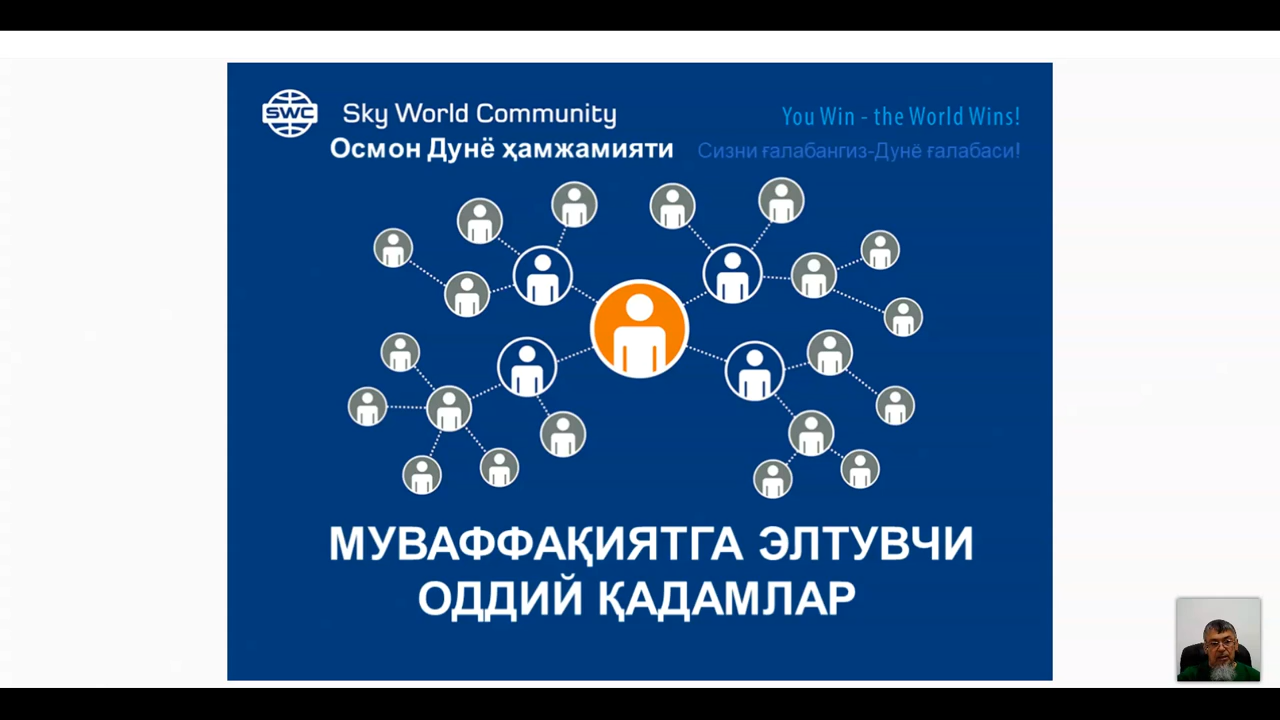 SWC
Sky World Community
Осмон Дунё ҳамжамияти
You Win - the World Wins!
Сизни ғалабангиз-Дунё ғалабаси!
МУВАФФАҚИЯТГА ЭЛТУВЧИ
ОДДИЙ ҚАДАМЛАР